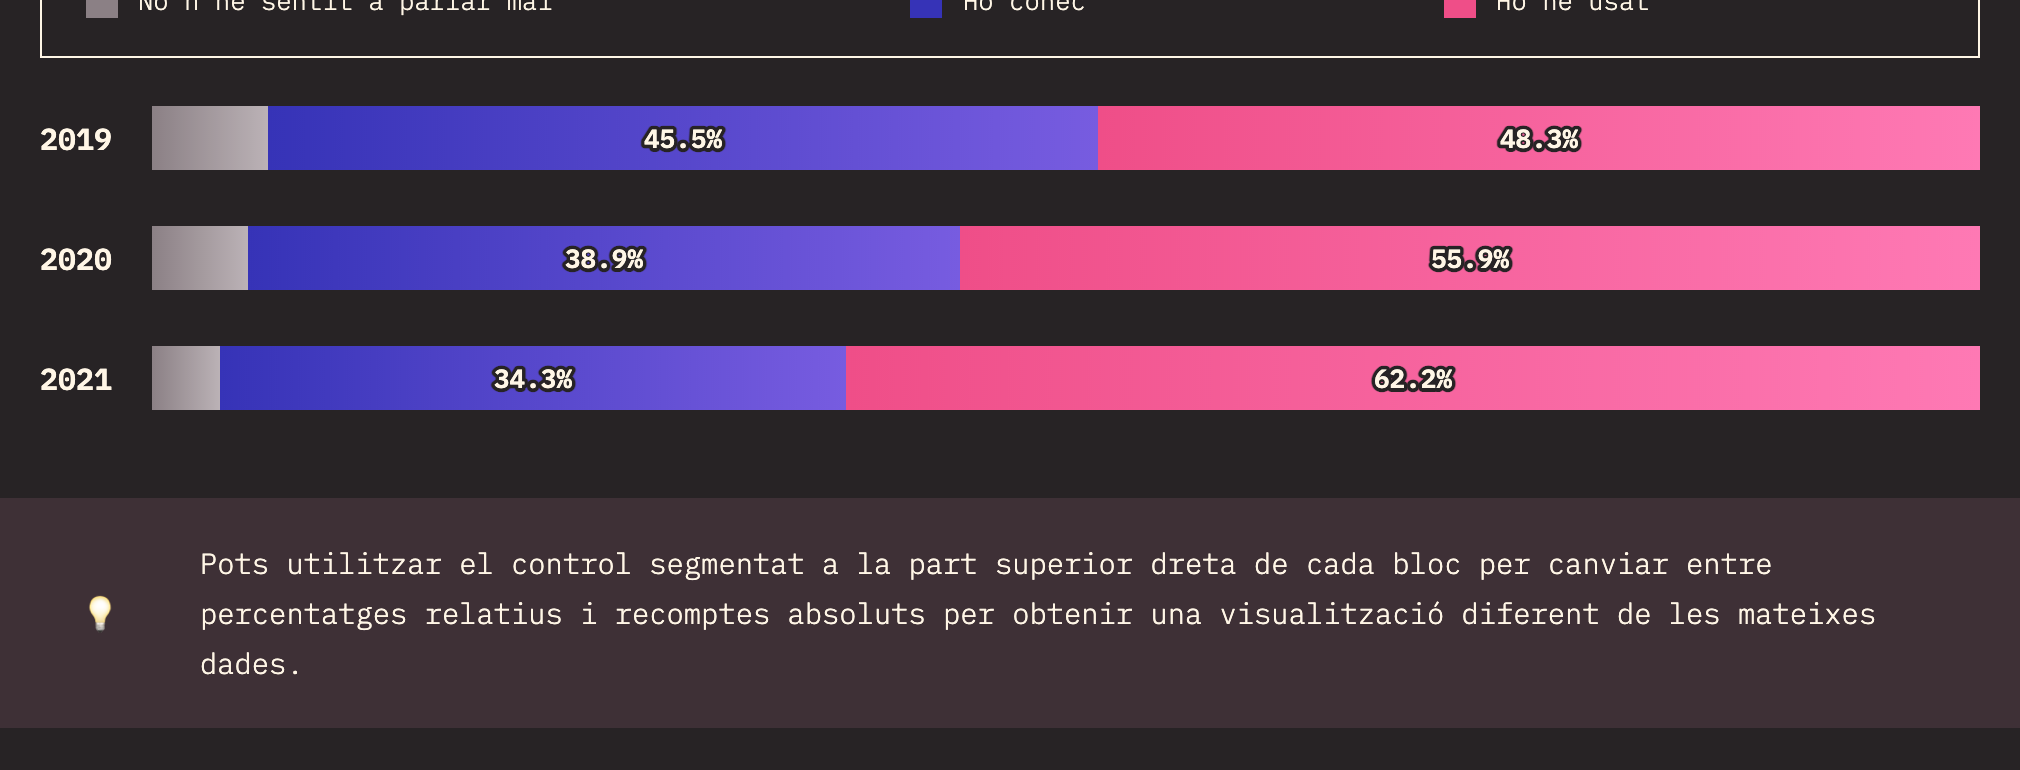 No n'he sentit a parlar mai
Ho conec
Ho he usat
2019 45.5% 48.3%
2020 38.9% 55.9%
2021 34.3% 62.2%
Pots utilitzar el control segmentat a la part superior dreta de cada bloc per canviar entre
percentatges relatius i recomptes absoluts per obtenir una visualització diferent de les mateixes
dades.